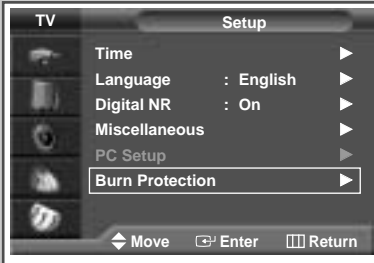 TV Setup
Time
Language : English
Digital NR : On
Miscellaneous
PC Setup
Burn Protection
Move Enter Return